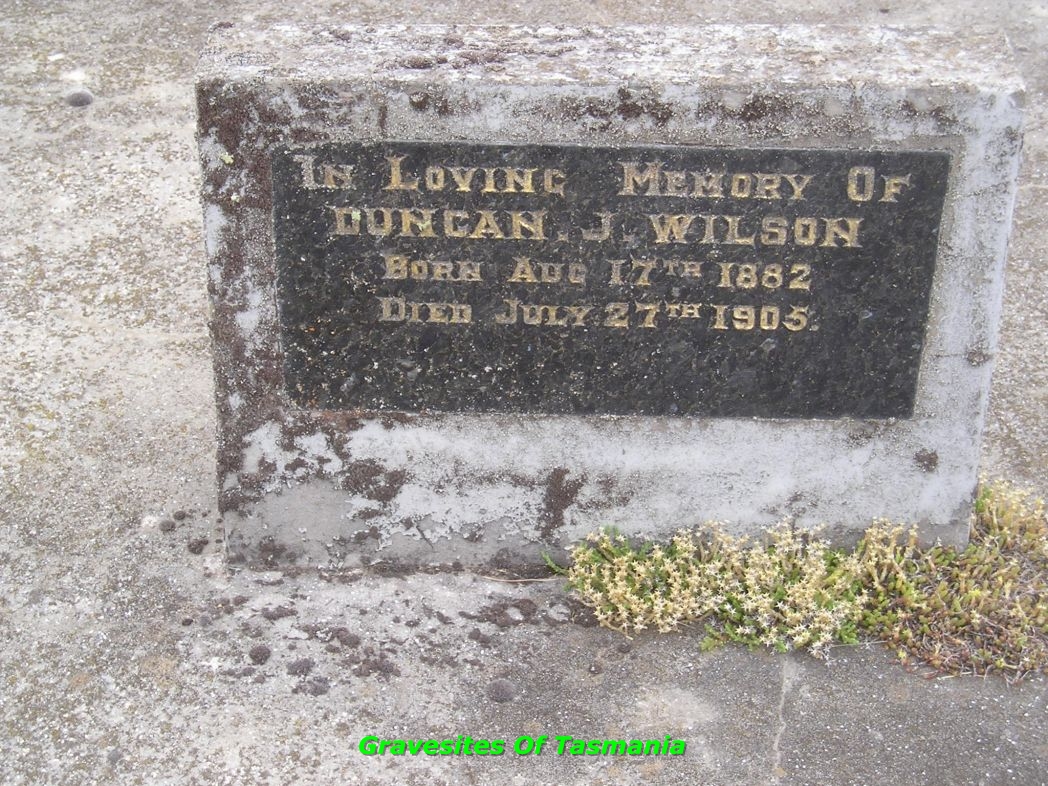 In Loving Memory Of
DUNCAN. J. WILSON
Born Aug 17th 1882
Died July 27th 1905.
Gravesites Of Tasmania